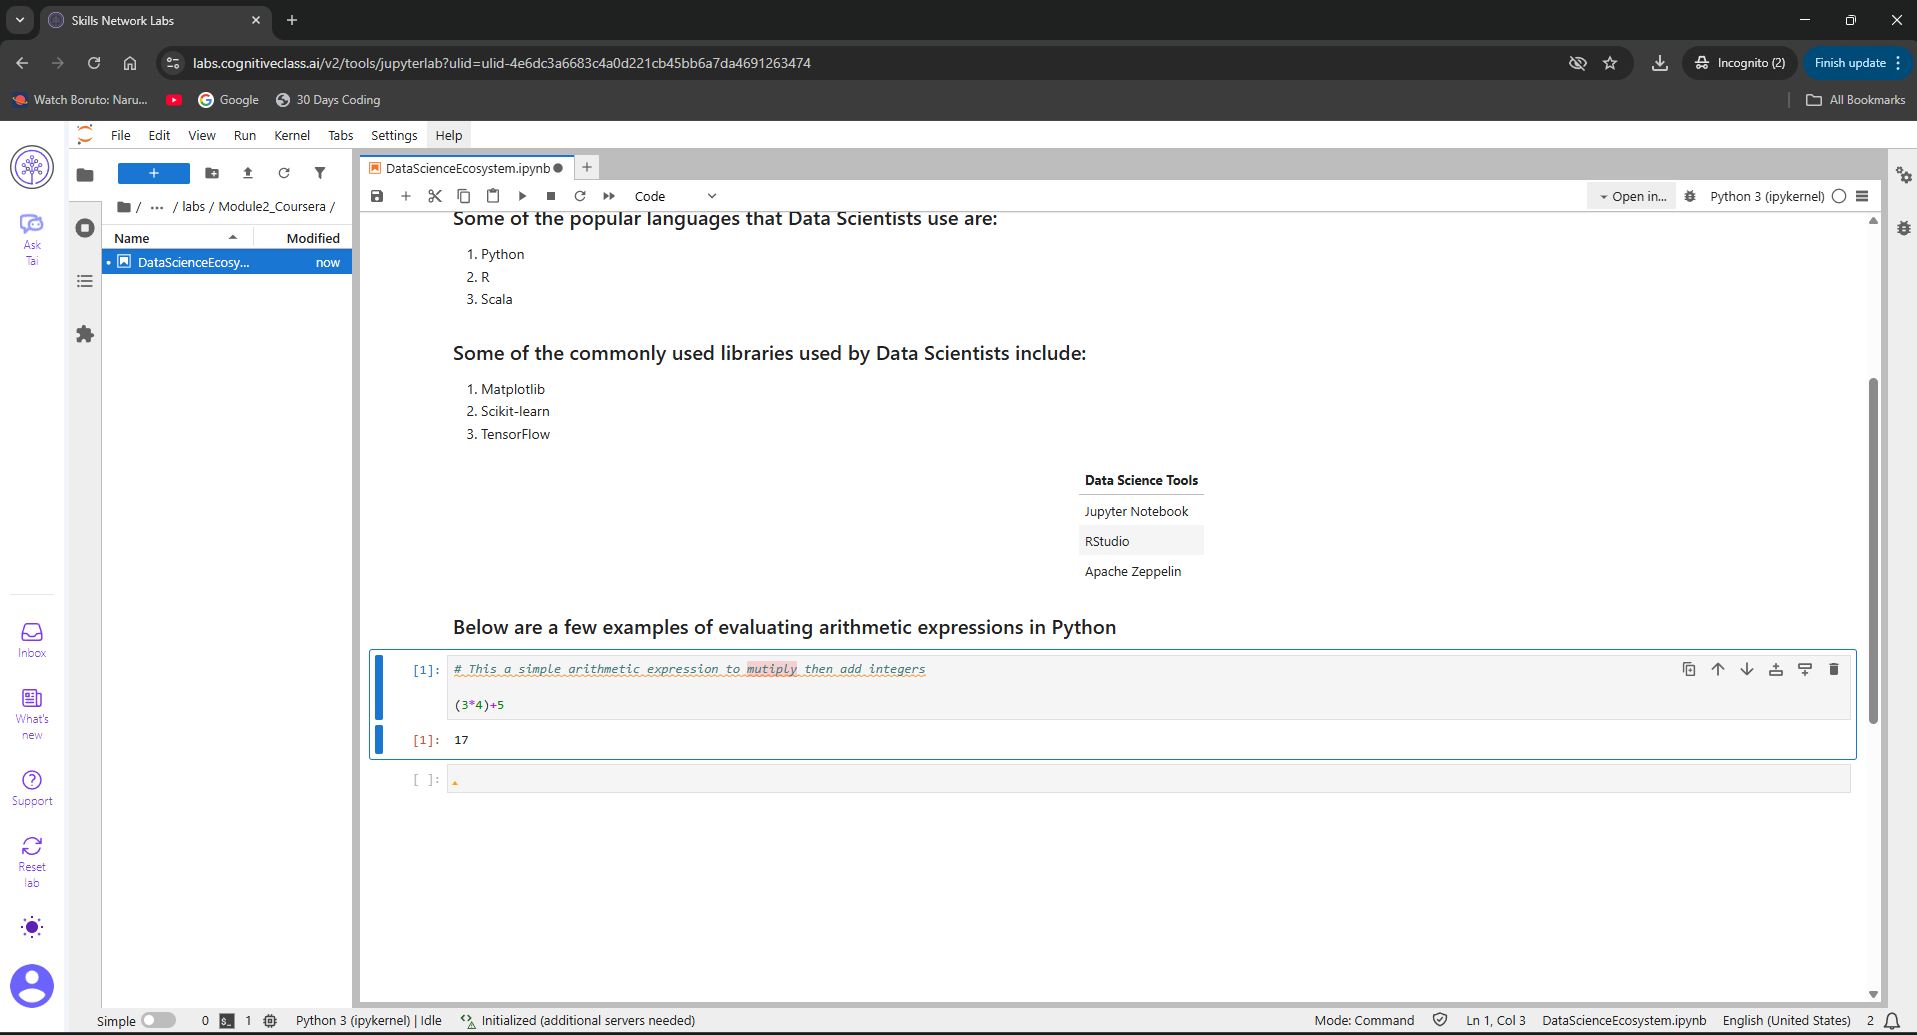 Skills Network Labs
labs.cognitiveclass.ai/v2/tools/jupyterlab?ulid=ulid-4e6dc3a6683c4a0d221cb45bb6a7da4691263474
Incognito (2)
Finish update
Watch Boruto: Naru...
Google
30 Days Coding
All Bookmarks
File Edit View Run Kernel Tabs Settings Help
Ask
Tai
Inbox
What's
new
Support
Reset
lab
/ ... / labs / Module2_Coursera /
Name Modified
DataScienceEcosy... now
DataScienceEcosystem.ipynb
Code
Open in...
Python 3 (ipykernel)
Some of the popular languages that Data Scientists use are:
1. Python
2. R
3. Scala
Some of the commonly used libraries used by Data Scientists include:
1. Matplotlib
2. Scikit-learn
3. TensorFlow
Data Science Tools
Jupyter Notebook
RStudio
Apache Zeppelin
Below are a few examples of evaluating arithmetic expressions in Python
[1]: # This a simple arithmetic expression to mutiply then add integers
(3*4)+5
[1]: 17
[ ]:
Simple 0 $_ 1 Python 3 (ipykernel) | Idle Initialized (additional servers needed) Mode: Command Ln 1, Col 3 DataScienceEcosystem.ipynb English (United States) 2